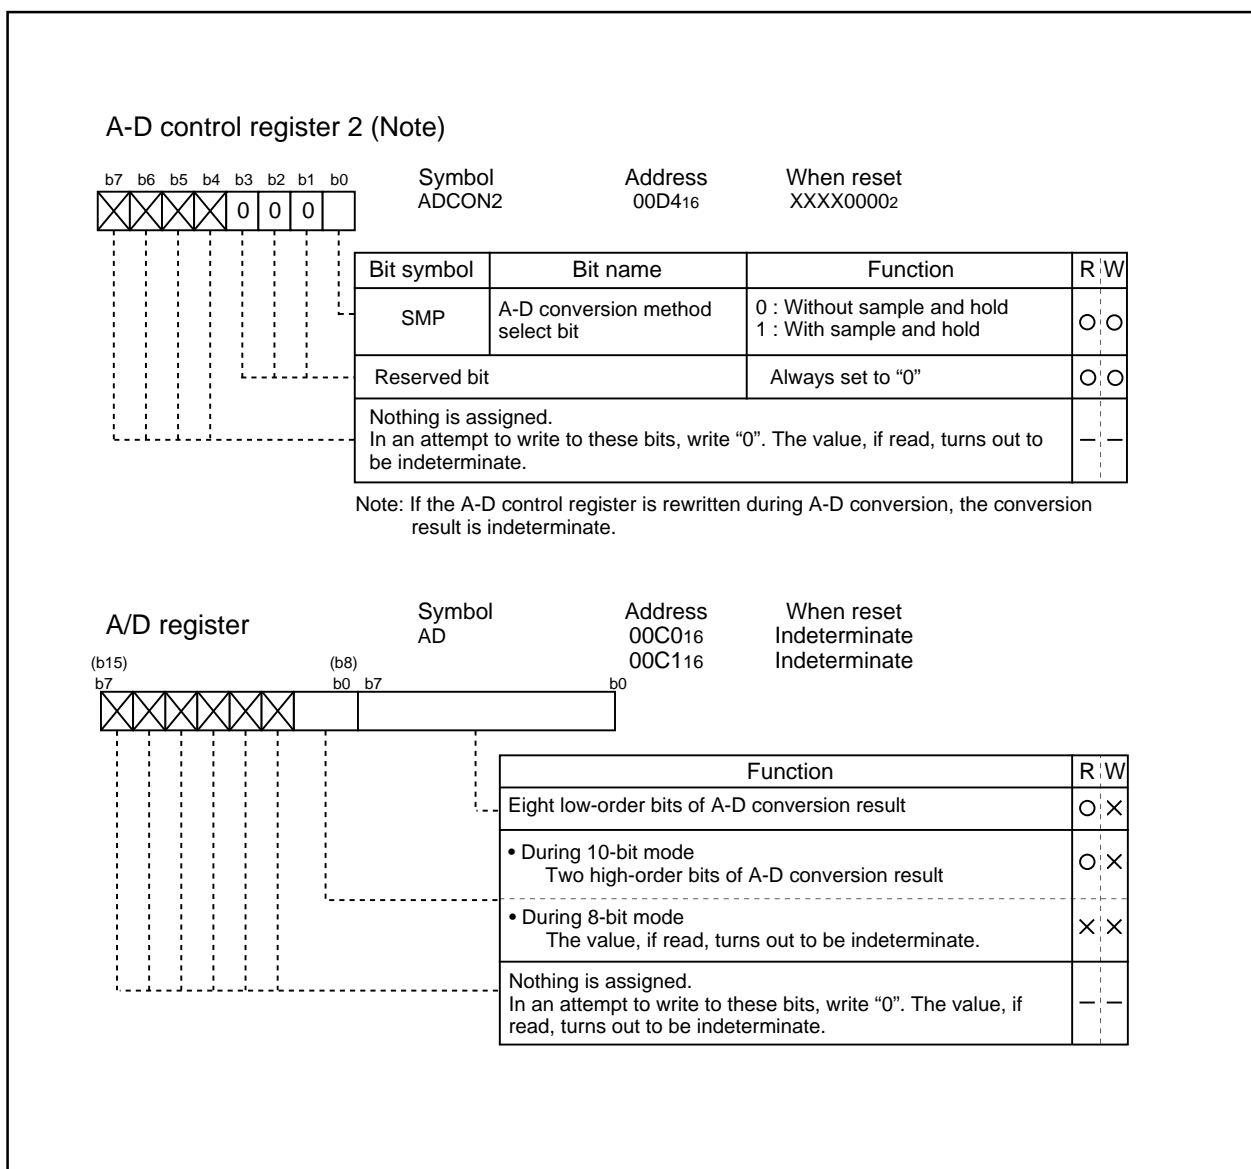 A-D control register 2 (Note)
b7 b6 b5 b4 b3 b2 b1 b0
Symbol Address When reset
ADCON2 00D416 XXXX00002
0 0 0
Bit symbol Bit name Function R W
SMP A-D conversion method select bit 0 : Without sample and hold
1 : With sample and hold
Reserved bit Always set to “0”
Nothing is assigned.
In an attempt to write to these bits, write “0”. The value, if read, turns out to
be indeterminate.
Note: If the A-D control register is rewritten during A-D conversion, the conversion
result is indeterminate.
A/D register
Symbol Address When reset
AD 00C016 Indeterminate
00C116 Indeterminate
(b15) (b8)
b7 b0 b7 b0
Function R W
Eight low-order bits of A-D conversion result
• During 10-bit mode
Two high-order bits of A-D conversion result
• During 8-bit mode
The value, if read, turns out to be indeterminate.
Nothing is assigned.
In an attempt to write to these bits, write “0”. The value, if
read, turns out to be indeterminate.